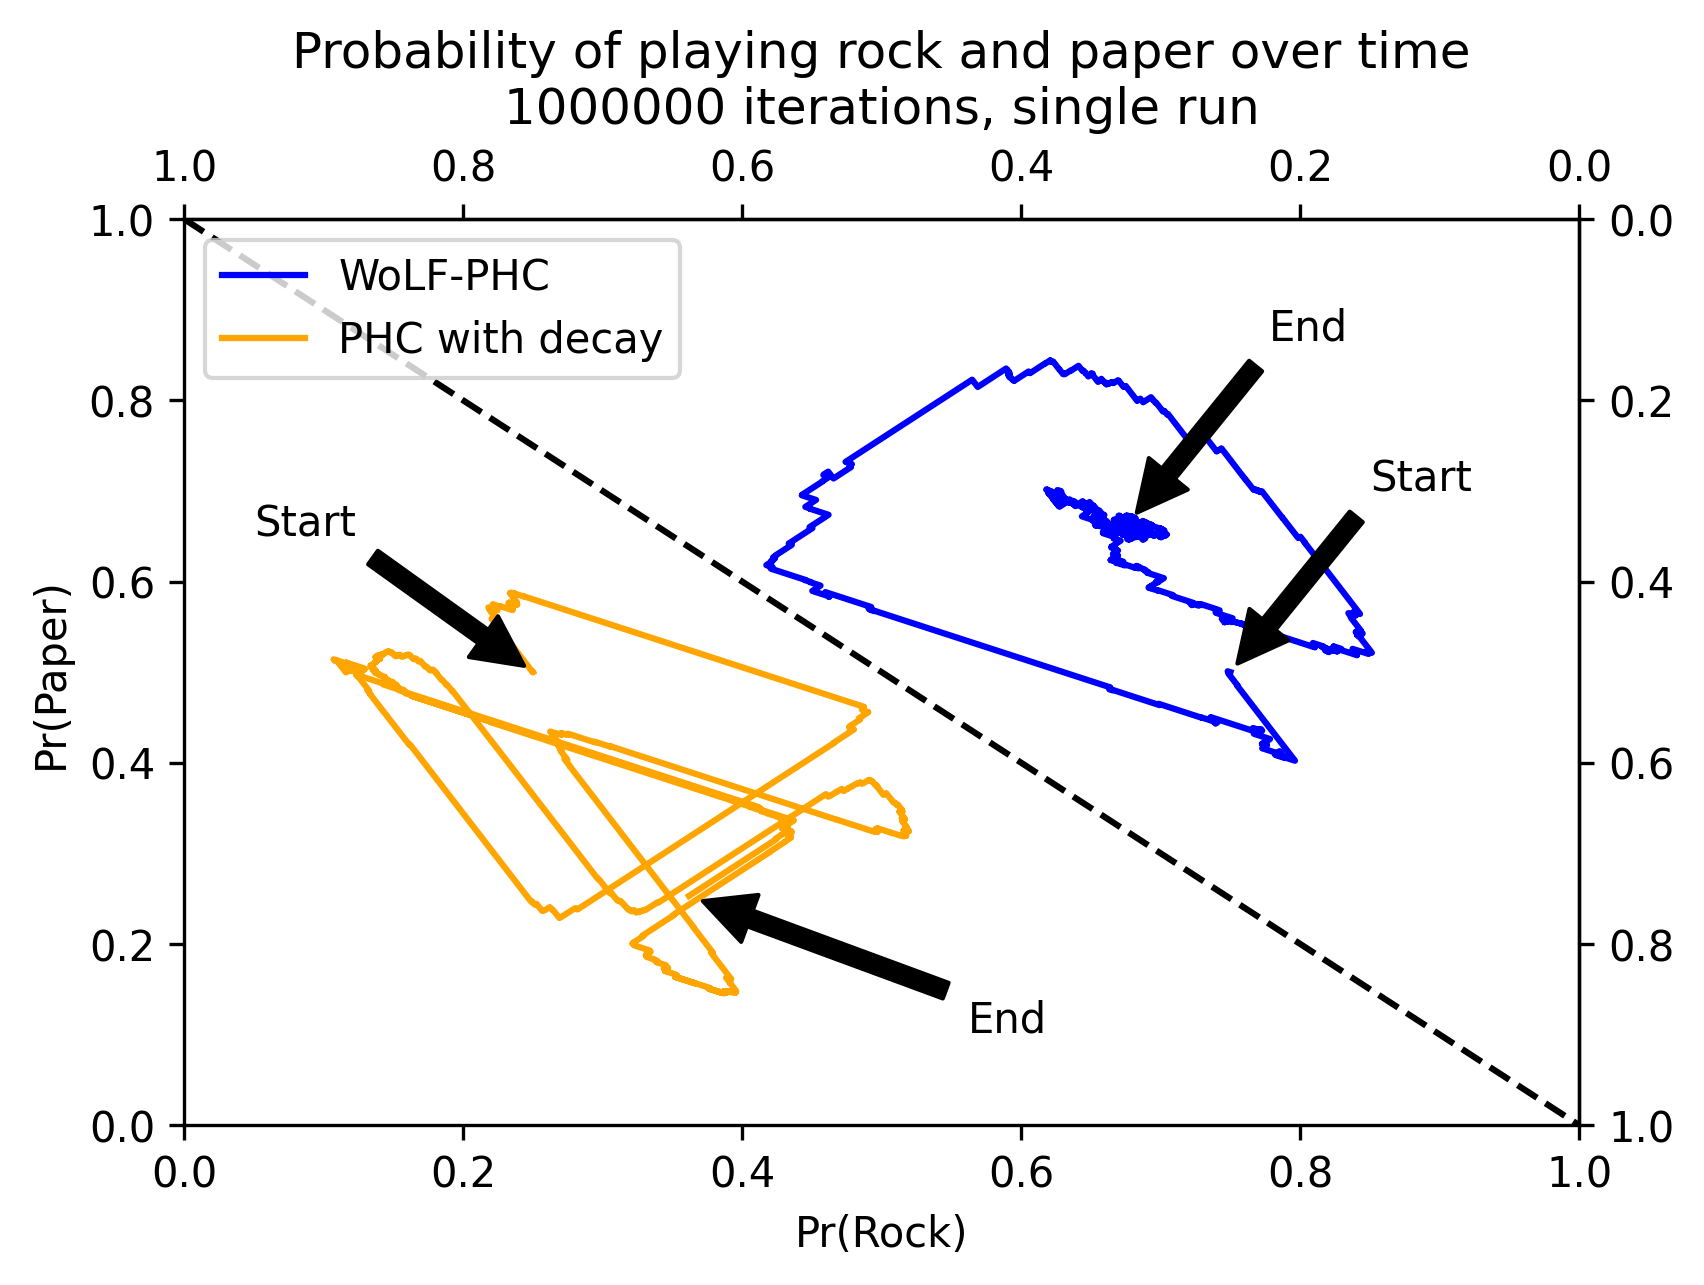 Probability of playing rock and paper over time
1000000 iterations, single run
1.0 0.8 0.6 0.4 0.2 0.0
1.0 0.0
WoLF-PHC
PHC with decay
End
0.8 0.2
Start
Start
0.6 0.4
Pr(Paper)
0.4 0.6
0.2 0.8
End
0.0 1.0
0.0 0.2 0.4 0.6 0.8 1.0
Pr(Rock)